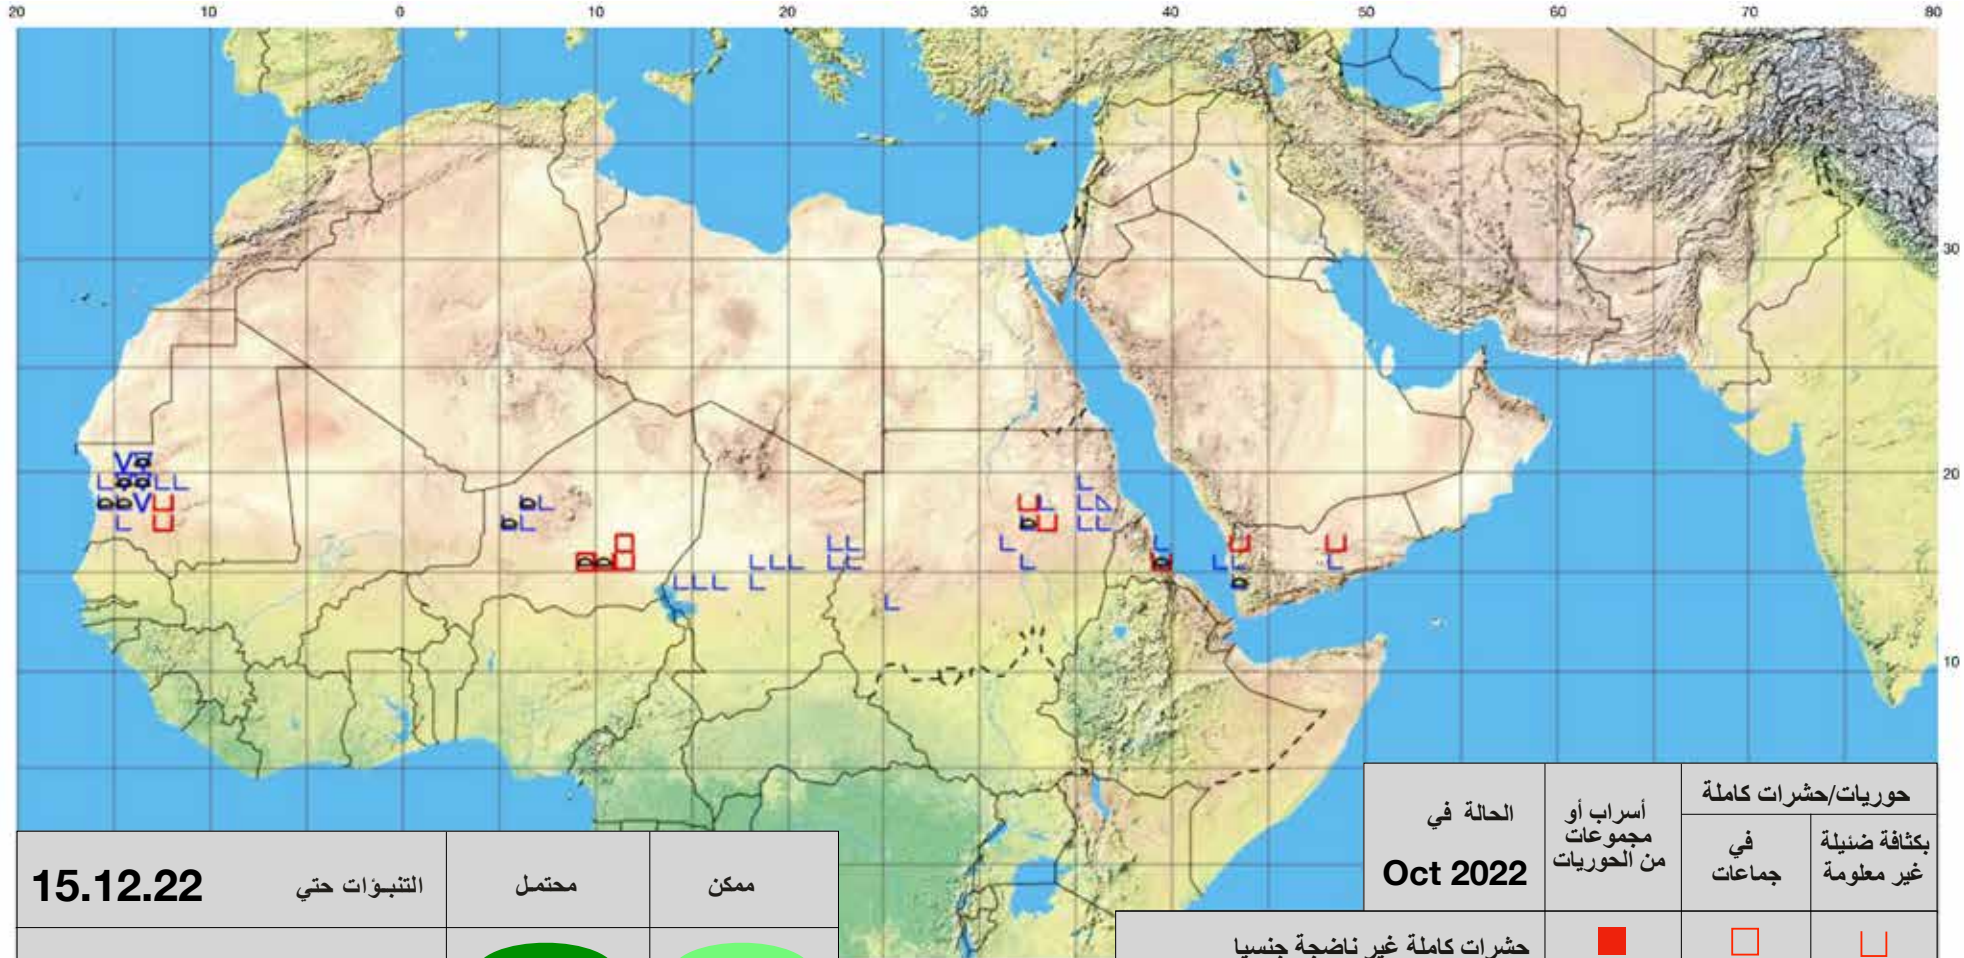 20 10 0 10 20 30 40 50 60 70 80
30
20
10
حوريات/حشرات كاملة
بكثافة ضئيلة
غير معلومة
في
جماعات
أسراب أو
مجموعات
من الحوريات
الحالة في
Oct 2022
حشرات كاملة غير ناضجة جنسيا
ممكن
محتمل
التنبـؤات حتي
15.12.22